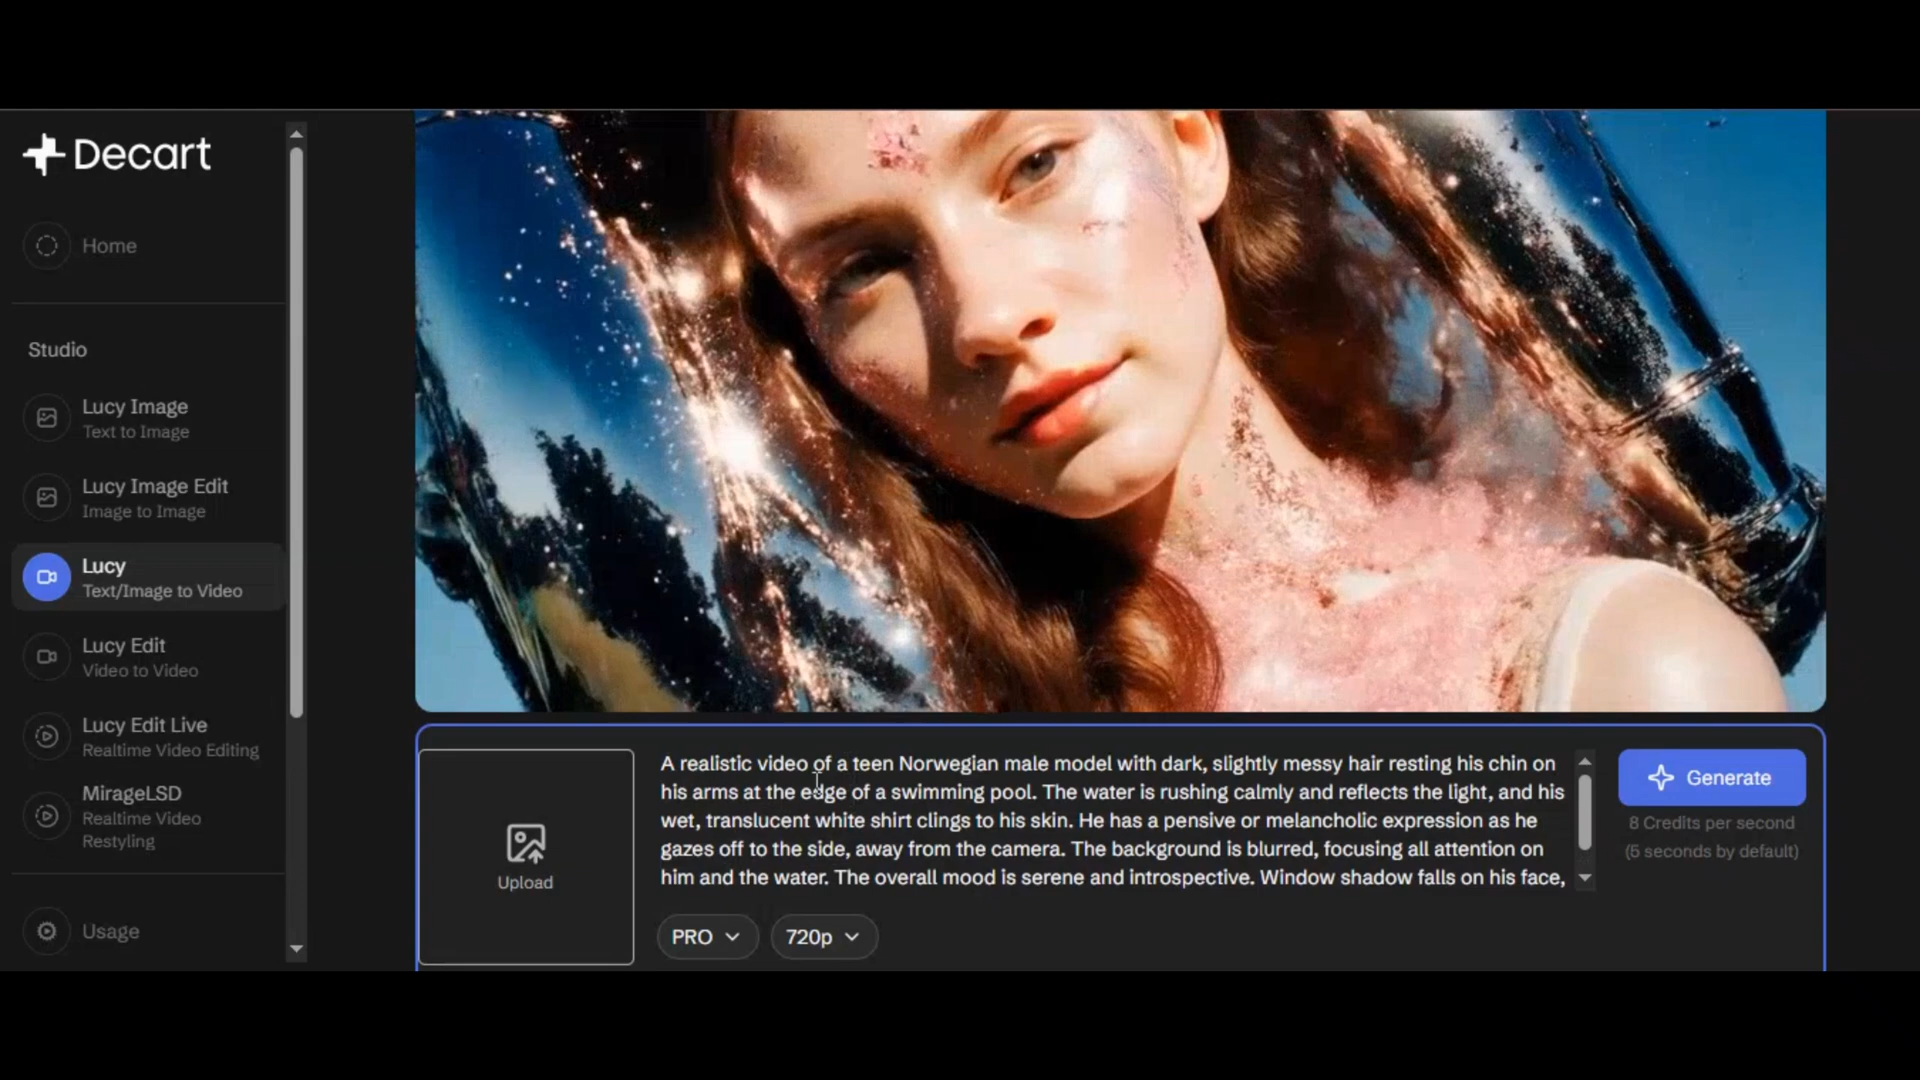 Decart
Home
Studio
Lucy Image
Text to Image
Lucy Image Edit
Image to Image
Lucy
Text/Image to Video
Lucy Edit
Video to Video
Lucy Edit Live
Realtime Video Editing
MirageLSD
Realtime Video
Restyling
Usage
Upload
A realistic video of a teen Norwegian male model with dark, slightly messy hair resting his chin on
his arms at the edge of a swimming pool. The water is rushing calmly and reflects the light, and his
wet, translucent white shirt clings to his skin. He has a pensive or melancholic expression as he
gazes off to the side, away from the camera. The background is blurred, focusing all attention on
him and the water. The overall mood is serene and introspective. Window shadow falls on his face,
PRO
720p
Generate
8 Credits per second
(5 seconds by default)